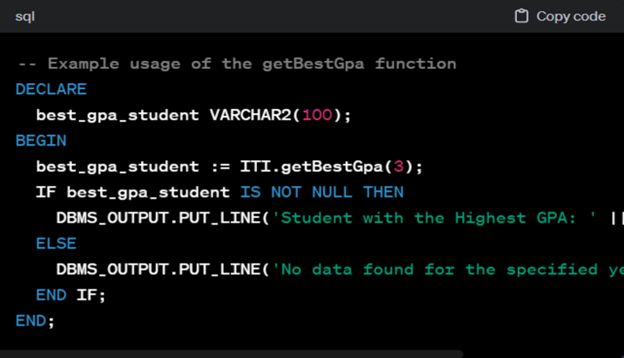 sql
Copy code
-- Example usage of the getBestGpa function
DECLARE
best_gpa_student VARCHAR2(100);
BEGIN
best_gpa_student := ITI.getBestGpa(3);
IF best_gpa_student IS NOT NULL THEN
DBMS_OUTPUT.PUT_LINE('Student with the Highest GPA: ' ||
ELSE
DBMS_OUTPUT.PUT_LINE('No data found for the specified ye
END IF;
END;